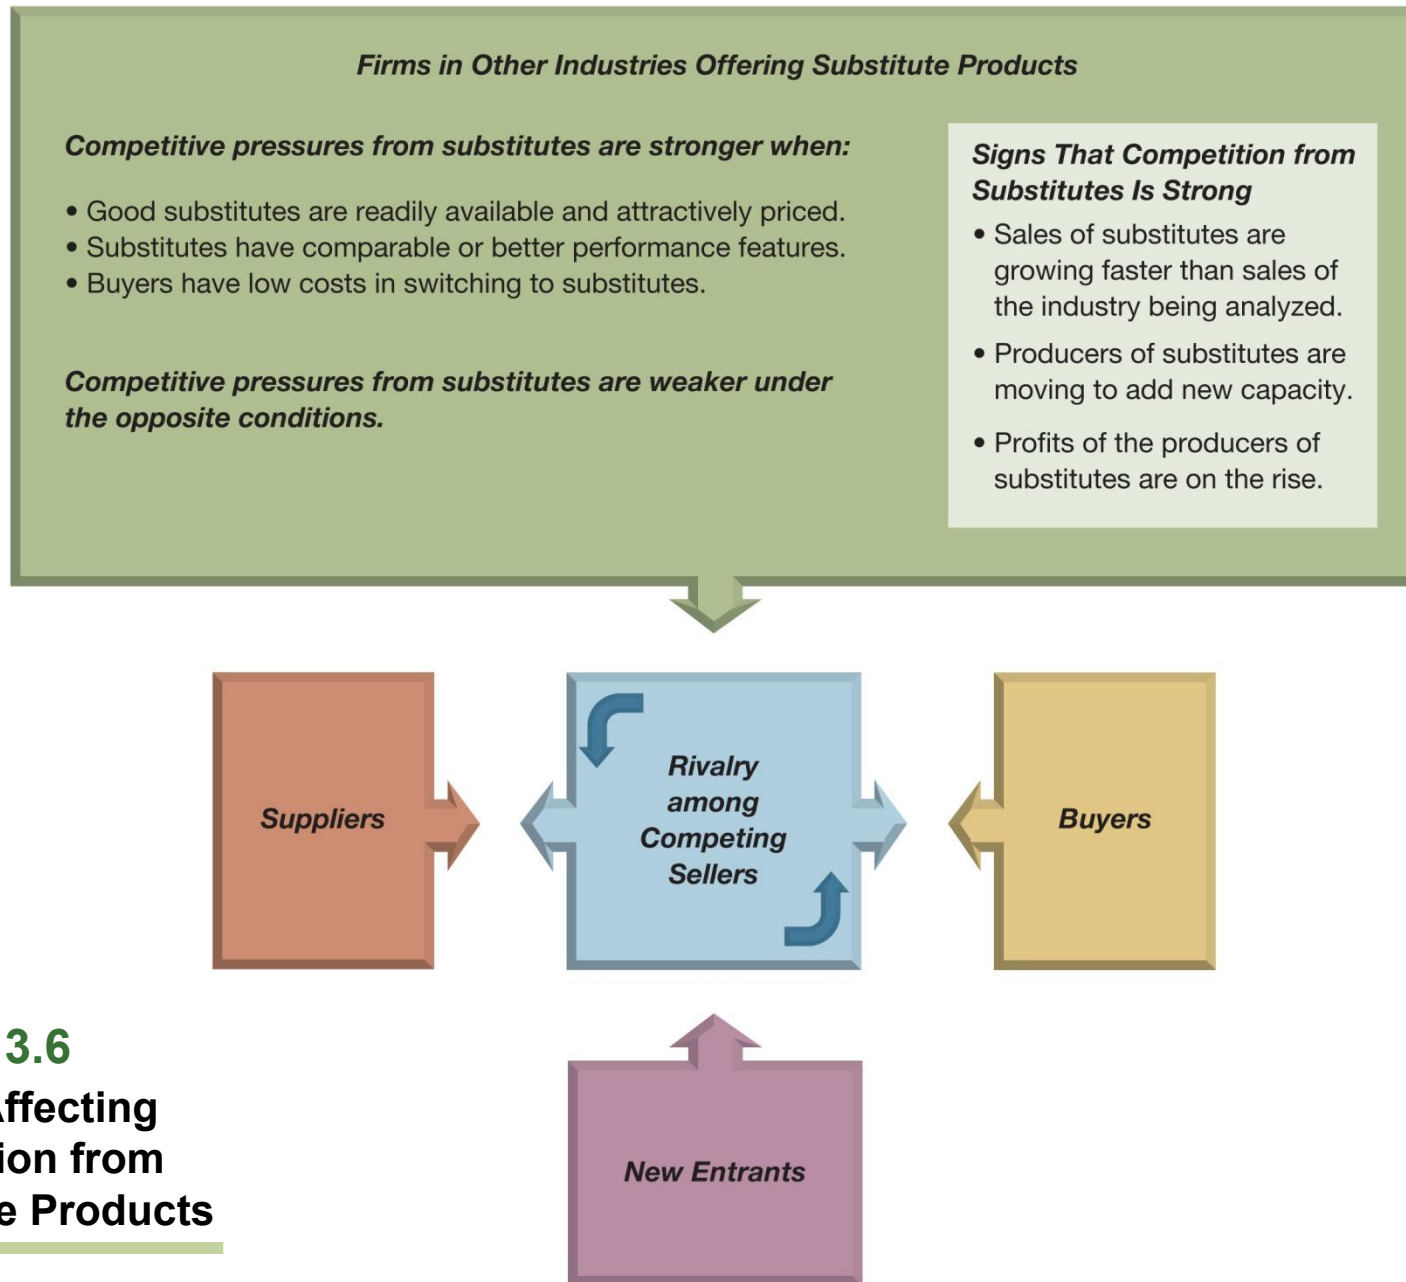 Firms in Other Industries Offering Substitute Products
Competitive pressures from substitutes are stronger when:
• Good substitutes are readily available and attractively priced.
• Substitutes have comparable or better performance features.
• Buyers have low costs in switching to substitutes.
Competitive pressures from substitutes are weaker under
the opposite conditions.
Signs That Competition from
Substitutes Is Strong
• Sales of substitutes are
growing faster than sales of
the industry being analyzed.
• Producers of substitutes are
moving to add new capacity.
• Profits of the producers of
substitutes are on the rise.
Suppliers
Rivalry
among
Competing
Sellers
Buyers
New Entrants
3.6
from
Products